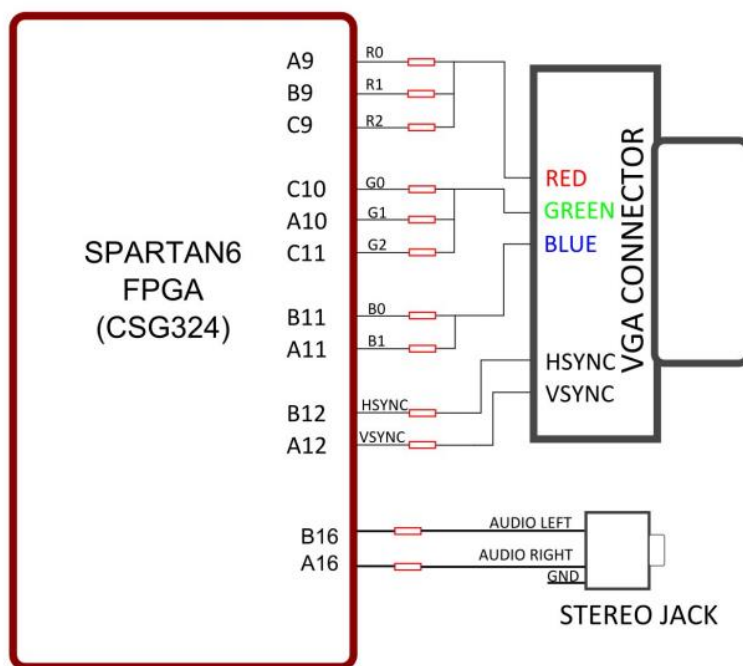 SPARTAN6
FPGA
(CSG324)
A9
R0
B9
R1
C9
R2
C10
G0
A10
G1
C11
G2
B11
B0
A11
B1
B12
HSYNC
A12
VSYNC
B16
A16
RED
GREEN
BLUE
HSYNC
VSYNC
VGA CONNECTOR
AUDIO LEFT
AUDIO RIGHT
GND
STEREO JACK